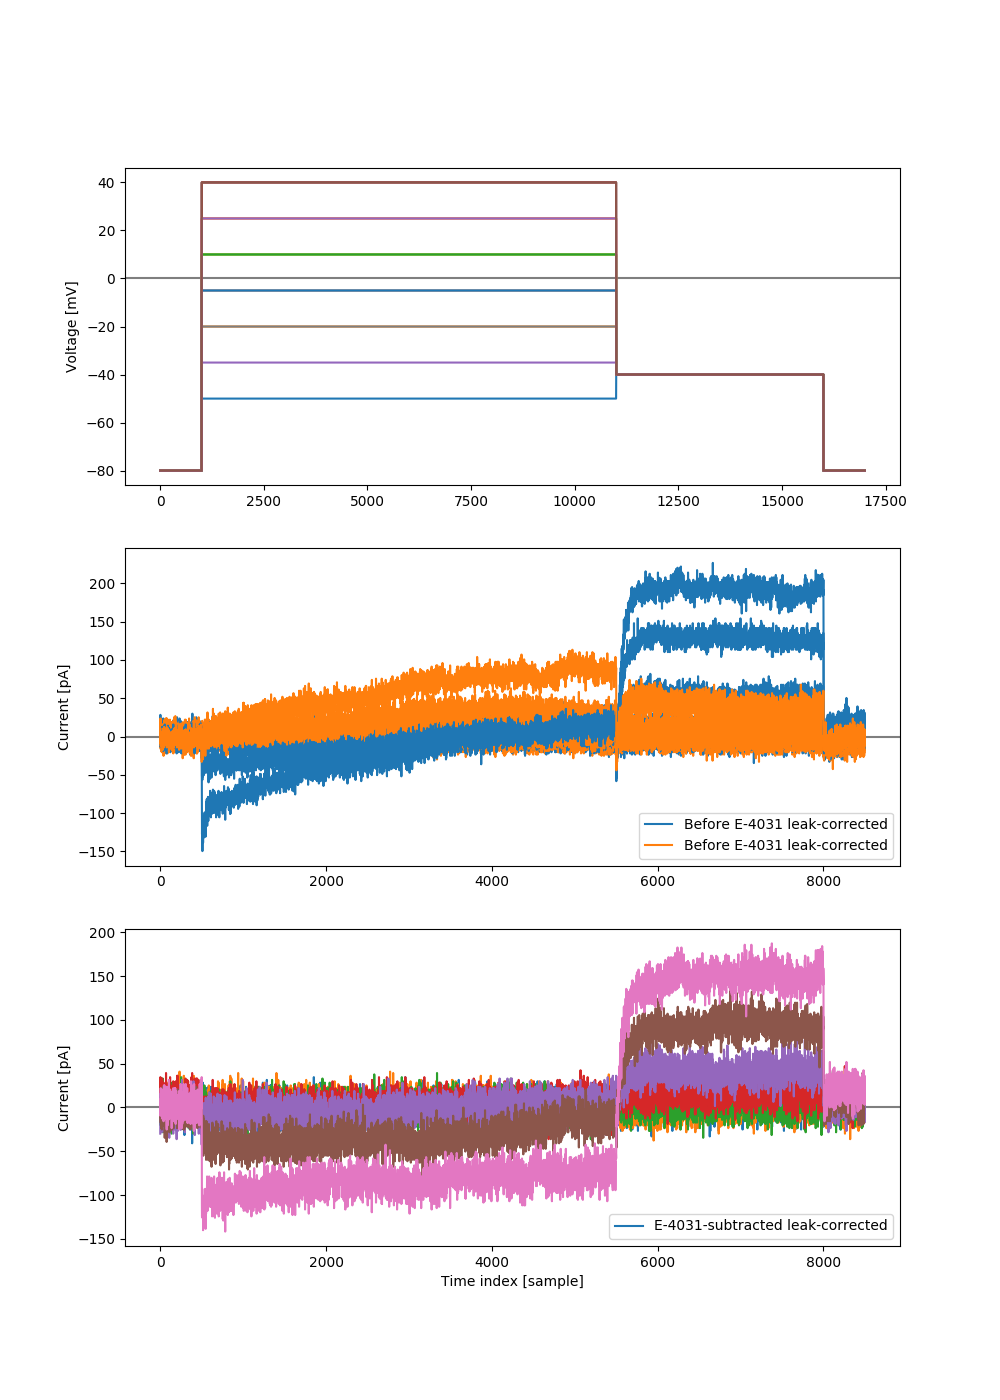 40
20
0
−20
−40
−60
−80
Voltage [mV]
0 2500 5000 7500 10000 12500 15000 17500
200
150
100
50
0
−50
−100
−150
Current [pA]
Before E-4031 leak-corrected
Before E-4031 leak-corrected
0 2000 4000 6000 8000
200
150
100
50
0
−50
−100
−150
Current [pA]
E-4031-subtracted leak-corrected
0 2000 4000 6000 8000
Time index [sample]